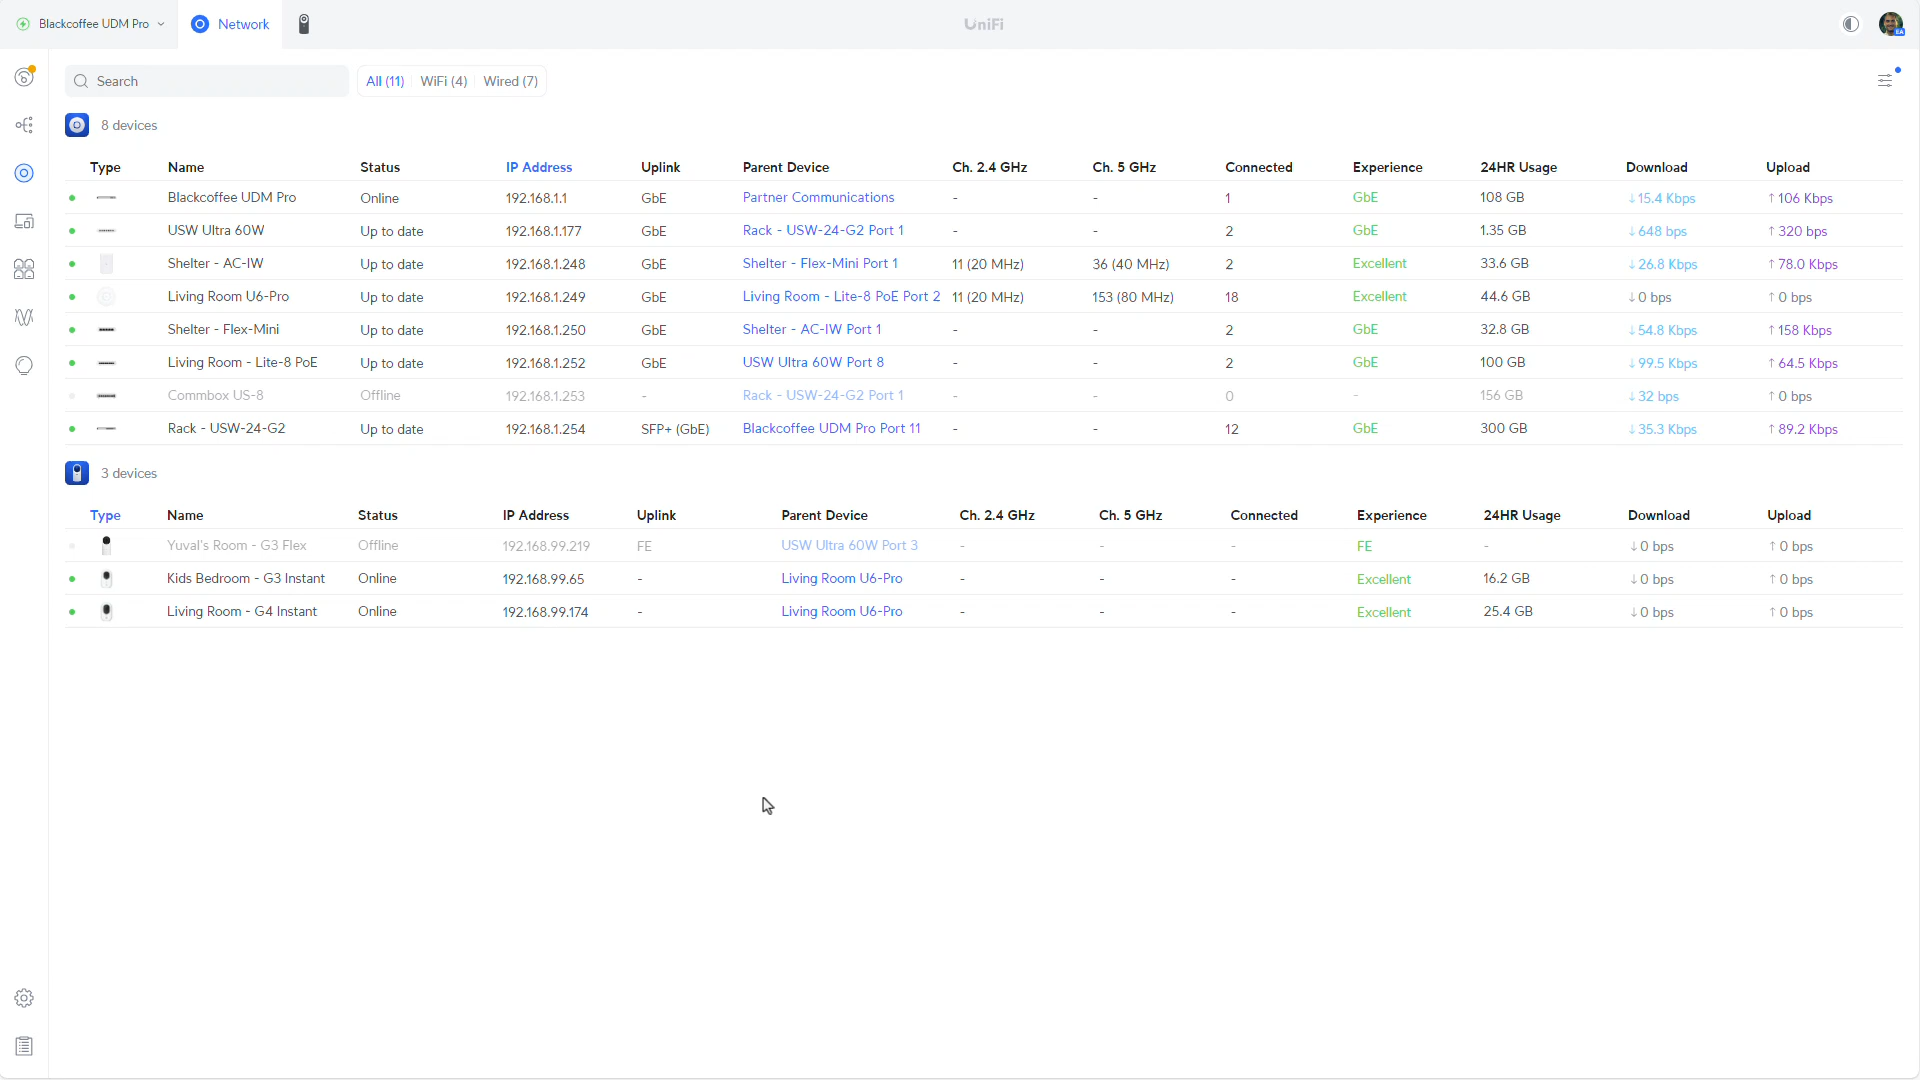 Blackcoffee UDM Pro Network UniFi EA
Search All (11) WiFi (4) Wired (7)
8 devices
Type Name Status IP Address Uplink Parent Device Ch. 2.4 GHz Ch. 5 GHz Connected Experience 24HR Usage Download Upload
Blackcoffee UDM Pro Online 192.168.1.1 GbE Partner Communications - - 1 GbE 108 GB ↓ 15.4 Kbps ↑ 106 Kbps
USW Ultra 60W Up to date 192.168.1.177 GbE Rack - USW-24-G2 Port 1 - - 2 GbE 1.35 GB ↓ 648 bps ↑ 320 bps
Shelter - AC-IW Up to date 192.168.1.248 GbE Shelter - Flex-Mini Port 1 11 (20 MHz) 36 (40 MHz) 2 Excellent 33.6 GB ↓ 26.8 Kbps ↑ 78.0 Kbps
Living Room U6-Pro Up to date 192.168.1.249 GbE Living Room - Lite-8 PoE Port 2 11 (20 MHz) 153 (80 MHz) 18 Excellent 44.6 GB ↓ 0 bps ↑ 0 bps
Shelter - Flex-Mini Up to date 192.168.1.250 GbE Shelter - AC-IW Port 1 - - 2 GbE 32.8 GB ↓ 54.8 Kbps ↑ 158 Kbps
Living Room - Lite-8 PoE Up to date 192.168.1.252 GbE USW Ultra 60W Port 8 - - 2 GbE 100 GB ↓ 99.5 Kbps ↑ 64.5 Kbps
Commbox US-8 Offline 192.168.1.253 - Rack - USW-24-G2 Port 1 - - 0 - 156 GB ↓ 32 bps ↑ 0 bps
Rack - USW-24-G2 Up to date 192.168.1.254 SFP+ (GbE) Blackcoffee UDM Pro Port 11 - - 12 GbE 300 GB ↓ 35.3 Kbps ↑ 89.2 Kbps
3 devices
Type Name Status IP Address Uplink Parent Device Ch. 2.4 GHz Ch. 5 GHz Connected Experience 24HR Usage Download Upload
Yuval's Room - G3 Flex Offline 192.168.99.219 FE USW Ultra 60W Port 3 - - - FE - ↓ 0 bps ↑ 0 bps
Kids Bedroom - G3 Instant Online 192.168.99.65 - Living Room U6-Pro - - - Excellent 16.2 GB ↓ 0 bps ↑ 0 bps
Living Room - G4 Instant Online 192.168.99.174 - Living Room U6-Pro - - - Excellent 25.4 GB ↓ 0 bps ↑ 0 bps